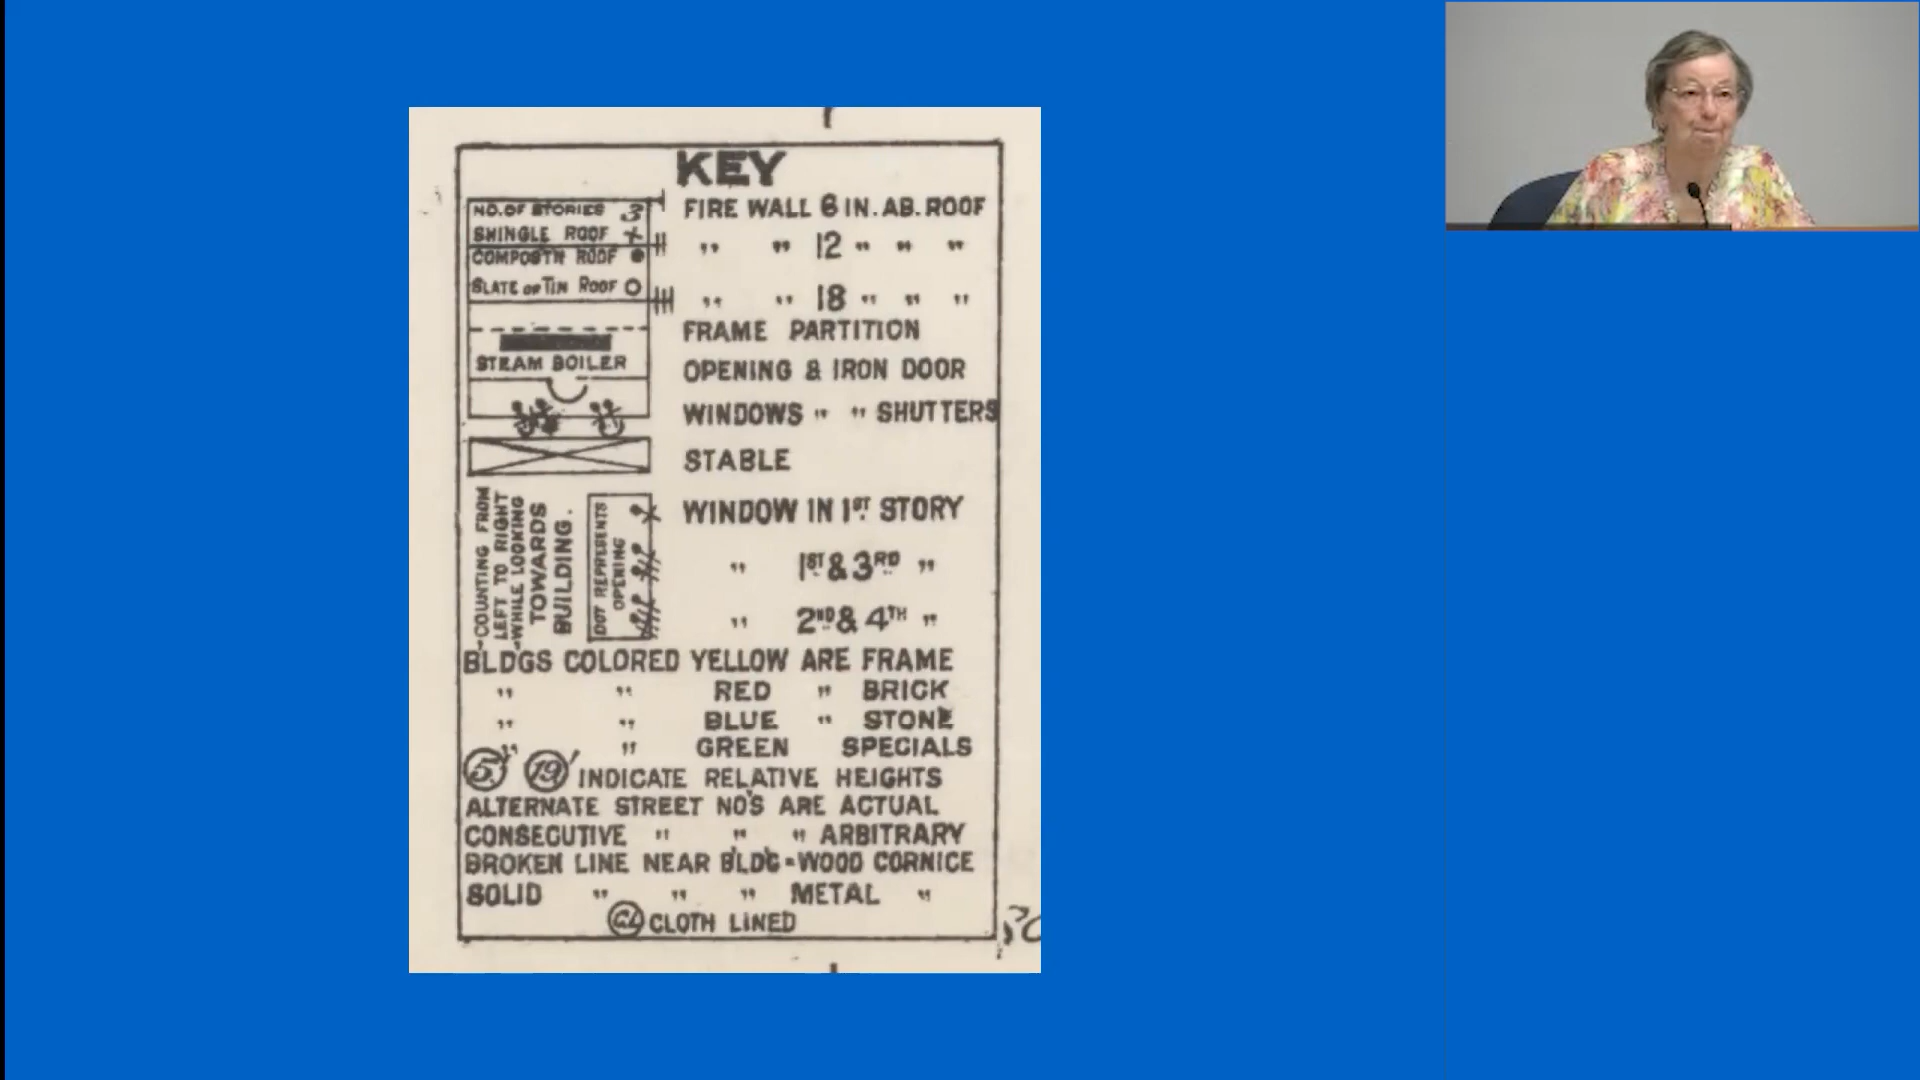 KEY
NO. OF STORIES 3
SHINGLE ROOF X
COMPOST'N ROOF
SLATE OR TIN ROOF O
STEAM BOILER
FIRE WALL 6 IN. AB. ROOF
" " 12 " " "
" " 18 " " "
FRAME PARTITION
OPENING & IRON DOOR
WINDOWS " " SHUTTERS
STABLE
COUNTING FROM
LEFT TO RIGHT
WHILE LOOKING
TOWARDS
BUILDING.
DOT REPRESENTS
OPENING
WINDOW IN 1ST STORY
" 1ST & 3RD "
" 2ND & 4TH "
BLDGS COLORED YELLOW ARE FRAME
" " RED " BRICK
" " BLUE " STONE
" " GREEN SPECIALS
5' 19' INDICATE RELATIVE HEIGHTS
ALTERNATE STREET NO'S ARE ACTUAL
CONSECUTIVE " " " ARBITRARY
BROKEN LINE NEAR BLDG = WOOD CORNICE
SOLID " " " METAL "
CL CLOTH LINED